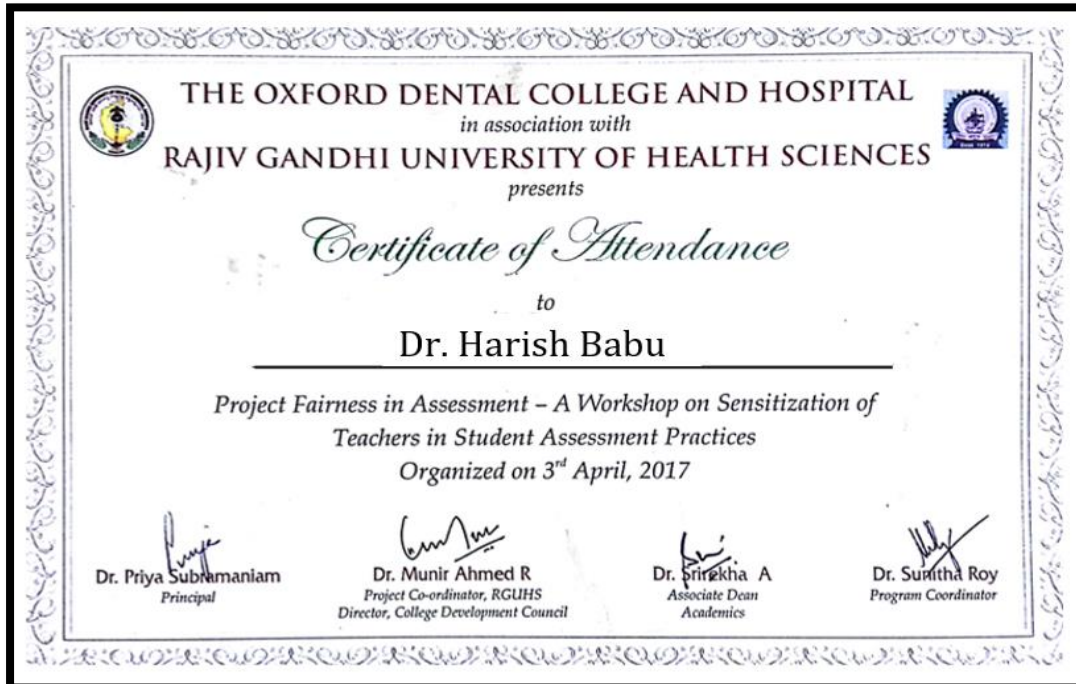 THE OXFORD DENTAL COLLEGE AND HOSPITAL
in association with
RAJIV GANDHI UNIVERSITY OF HEALTH SCIENCES
presents
Certificate of Attendance
to
Dr. Harish Babu
Project Fairness in Assessment – A Workshop on Sensitization of
Teachers in Student Assessment Practices
Organized on 3rd April, 2017
Dr. Priya Subramaniam
Principal
Dr. Munir Ahmed R
Project Co-ordinator, RGUHS
Director, College Development Council
Dr. Srirekha A
Associate Dean
Academics
Dr. Sunitha Roy
Program Coordinator